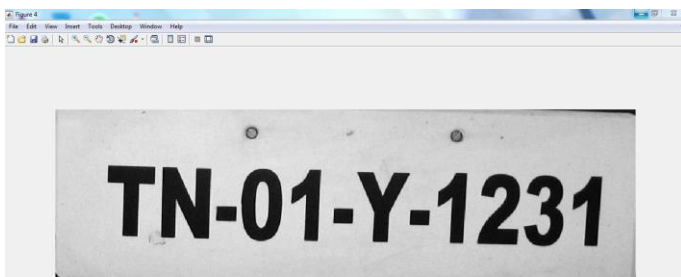 Figure 4
File Edit View Insert Tools Desktop Window Help
TN-01-Y-1231